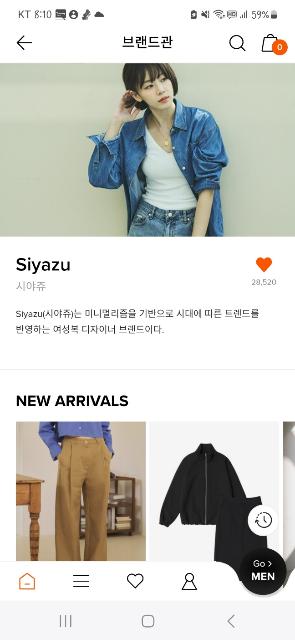 KT 8:10
59%
브랜드관
0
Siyazu
시야쥬
28,520
SIyazu(시야쥬)는 미니멀리즘을 기반으로 시대에 따른 트렌드를
반영하는 여성복 디자이너 브랜드이다.
NEW ARRIVALS
Go >
MEN